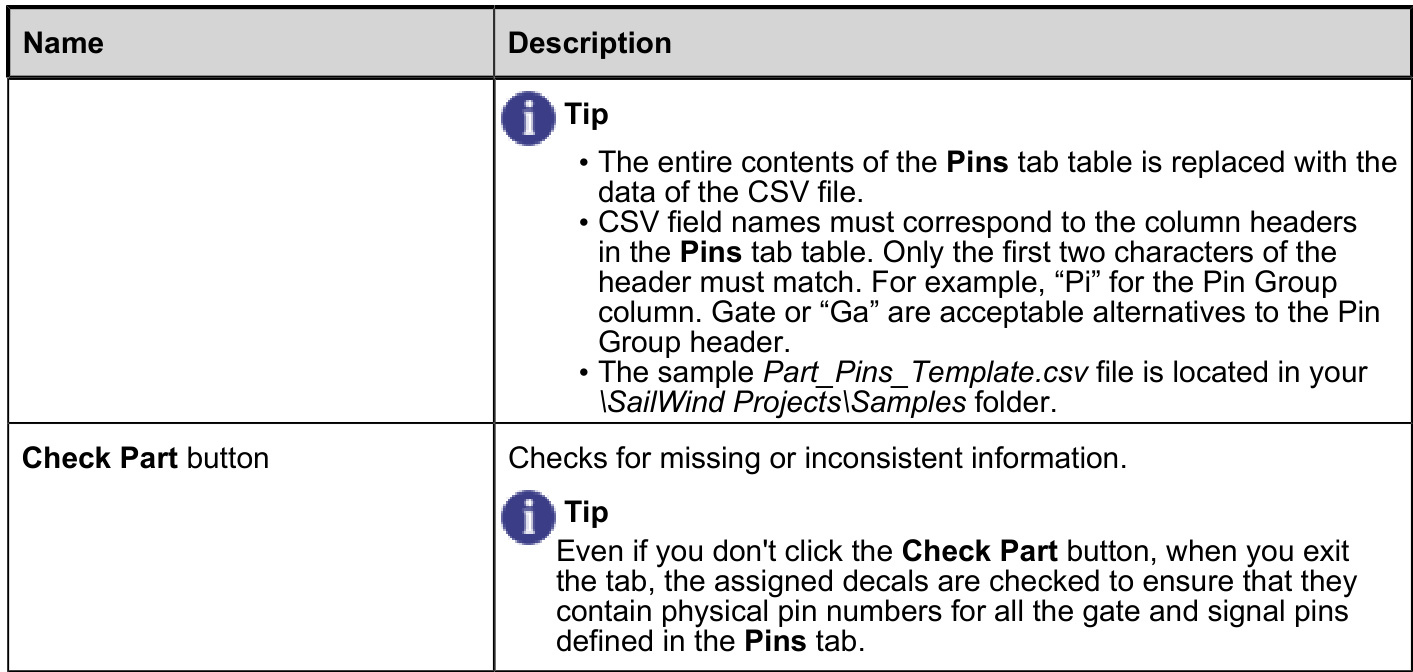 Name
Description
Tip
• The entire contents of the Pins tab table is replaced with the
data of the CSV file.
• CSV field names must correspond to the column headers
in the Pins tab table. Only the first two characters of the
header must match. For example, “Pi” for the Pin Group
column. Gate or “Ga” are acceptable alternatives to the Pin
Group header.
• The sample Part_Pins_Template.csv file is located in your
\SailWind Projects\Samples folder.
Check Part button
Checks for missing or inconsistent information.
Tip
Even if you don't click the Check Part button, when you exit
the tab, the assigned decals are checked to ensure that they
contain physical pin numbers for all the gate and signal pins
defined in the Pins tab.